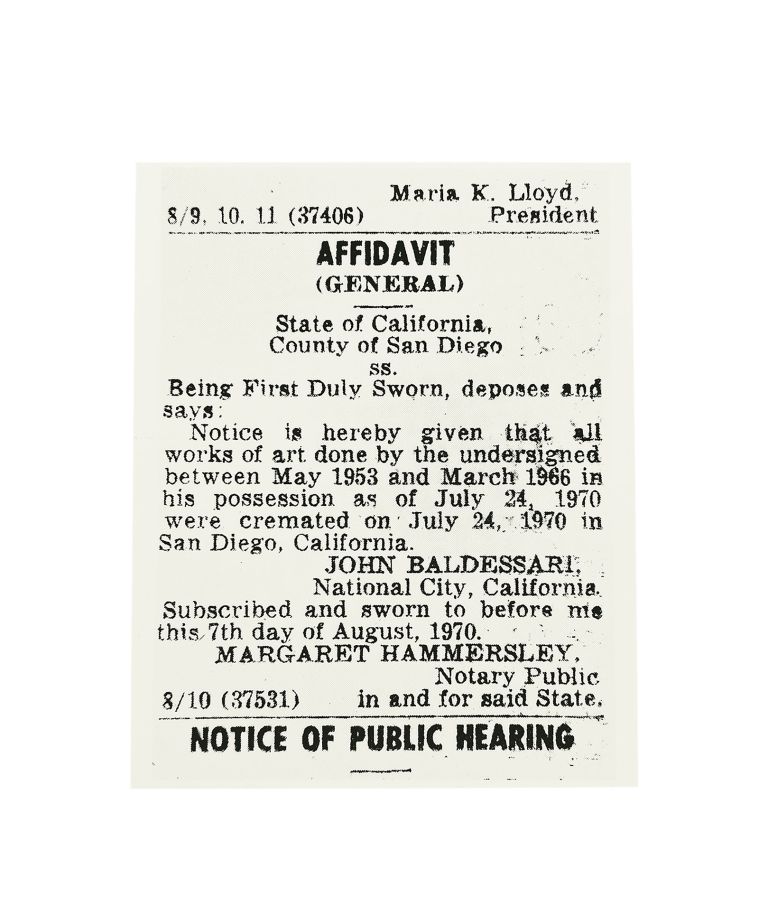 Maria K. Lloyd,
8/9, 10, 11 (37406) President
AFFIDAVIT
(GENERAL)
State of California,
County of San Diego
ss.
Being First Duly Sworn, deposes and
says:
Notice is hereby given that all
works of art done by the undersigned
between May 1953 and March 1966 in
his possession as of July 24, 1970
were cremated on July 24, 1970 in
San Diego, California.
JOHN BALDESSARI,
National City, California.
Subscribed and sworn to before me
this 7th day of August, 1970.
MARGARET HAMMERSLEY,
Notary Public
8/10 (37531) in and for said State.
NOTICE OF PUBLIC HEARING